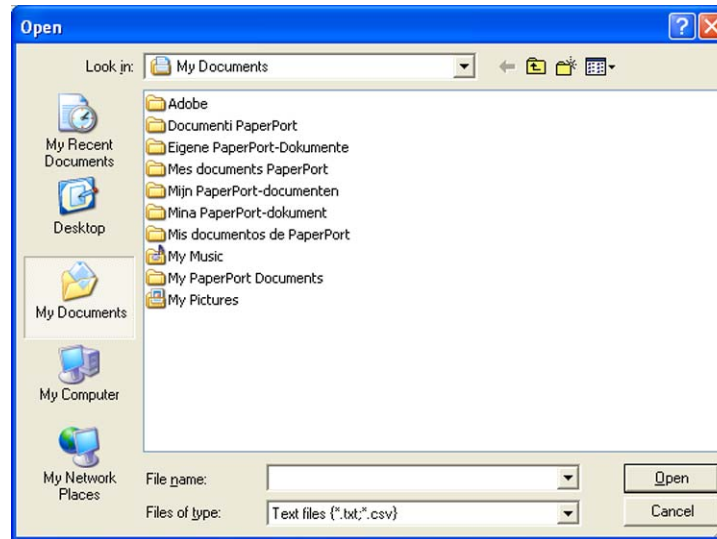 Open
Look in:
My Documents
My Recent
Documents
Desktop
My Documents
My Computer
My Network
Places
Adobe
Documenti PaperPort
Eigene PaperPort-Dokumente
Mes documents PaperPort
Mijn PaperPort-documenten
Mina PaperPort-dokument
Mis documentos de PaperPort
My Music
My PaperPort Documents
My Pictures
File name:
Open
Files of type:
Text files {*.txt;*.csv}
Cancel